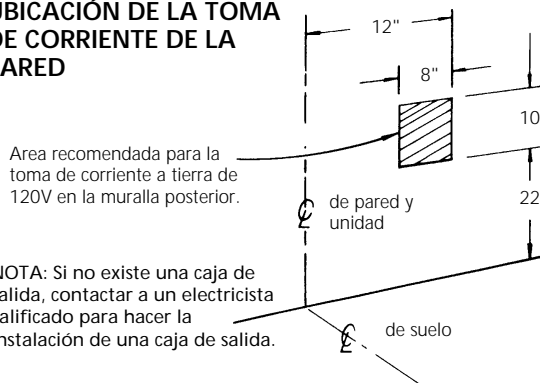 UBICACIÓN DE LA TOMA
DE CORRIENTE DE LA
PARED
12"
8"
10
22
Area recomendada para la
toma de corriente a tierra de
120V en la muralla posterior.
de pared y
unidad
NOTA: Si no existe una caja de
salida, contactar a un electricista
calificado para hacer la
instalación de una caja de salida.
de suelo